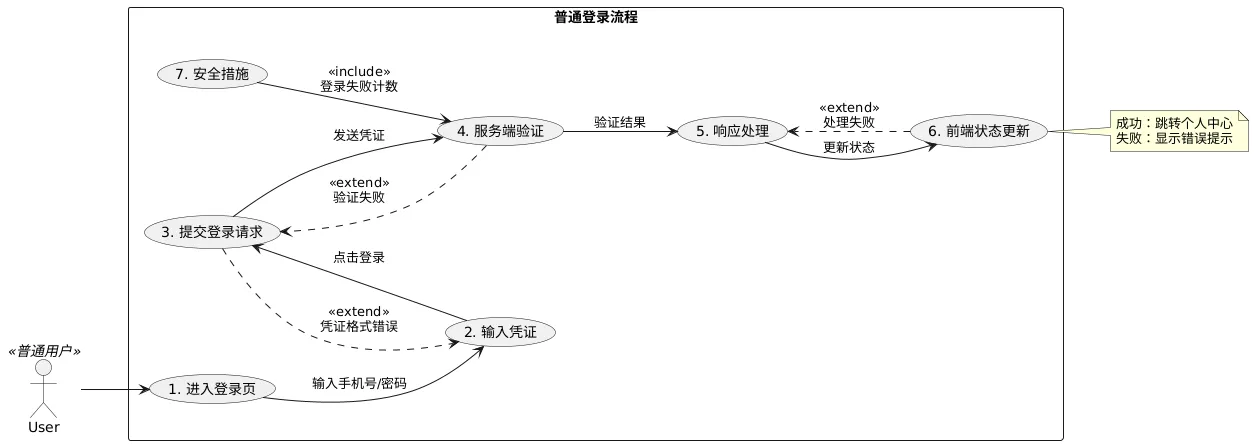 普通登录流程
7. 安全措施
«include»
登录失败计数
发送凭证
4. 服务端验证
验证结果
5. 响应处理
«extend»
处理失败
更新状态
6. 前端状态更新
成功：跳转个人中心
失败：显示错误提示
«extend»
验证失败
3. 提交登录请求
点击登录
«extend»
凭证格式错误
2. 输入凭证
«普通用户»
User
1. 进入登录页
输入手机号/密码